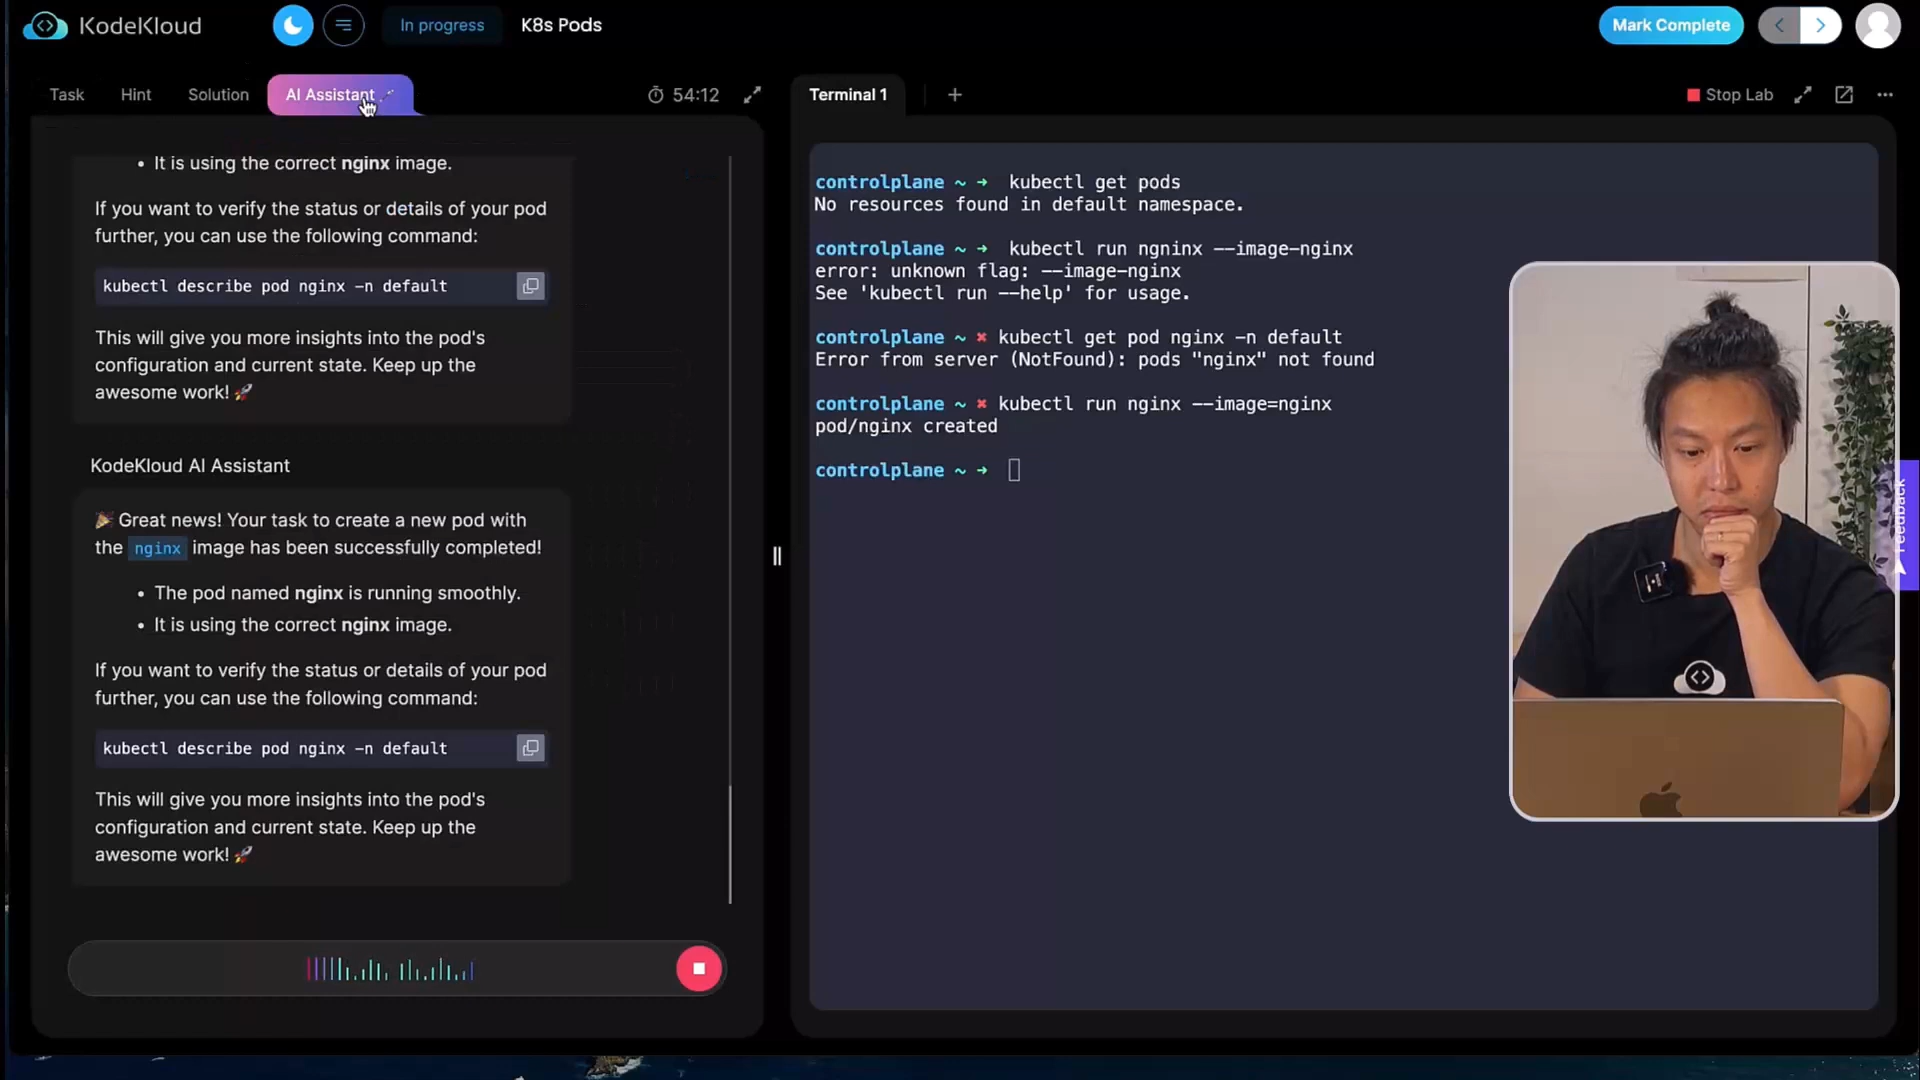 KodeKloud
In progress
K8s Pods
Mark Complete
Task
Hint
Solution
AI Assistant
54:12
Terminal 1
+
Stop Lab
• It is using the correct nginx image.
If you want to verify the status or details of your pod
further, you can use the following command:
kubectl describe pod nginx -n default
This will give you more insights into the pod's
configuration and current state. Keep up the
awesome work! 🚀
KodeKloud AI Assistant
🎉 Great news! Your task to create a new pod with
the nginx image has been successfully completed!
• The pod named nginx is running smoothly.
• It is using the correct nginx image.
If you want to verify the status or details of your pod
further, you can use the following command:
kubectl describe pod nginx -n default
This will give you more insights into the pod's
configuration and current state. Keep up the
awesome work! 🚀
controlplane ~ ➜ kubectl get pods
No resources found in default namespace.
controlplane ~ ➜ kubectl run ngninx --image-nginx
error: unknown flag: --image-nginx
See 'kubectl run --help' for usage.
controlplane ~ ✖ kubectl get pod nginx -n default
Error from server (NotFound): pods "nginx" not found
controlplane ~ ✖ kubectl run nginx --image=nginx
pod/nginx created
controlplane ~ ➜
Feedback